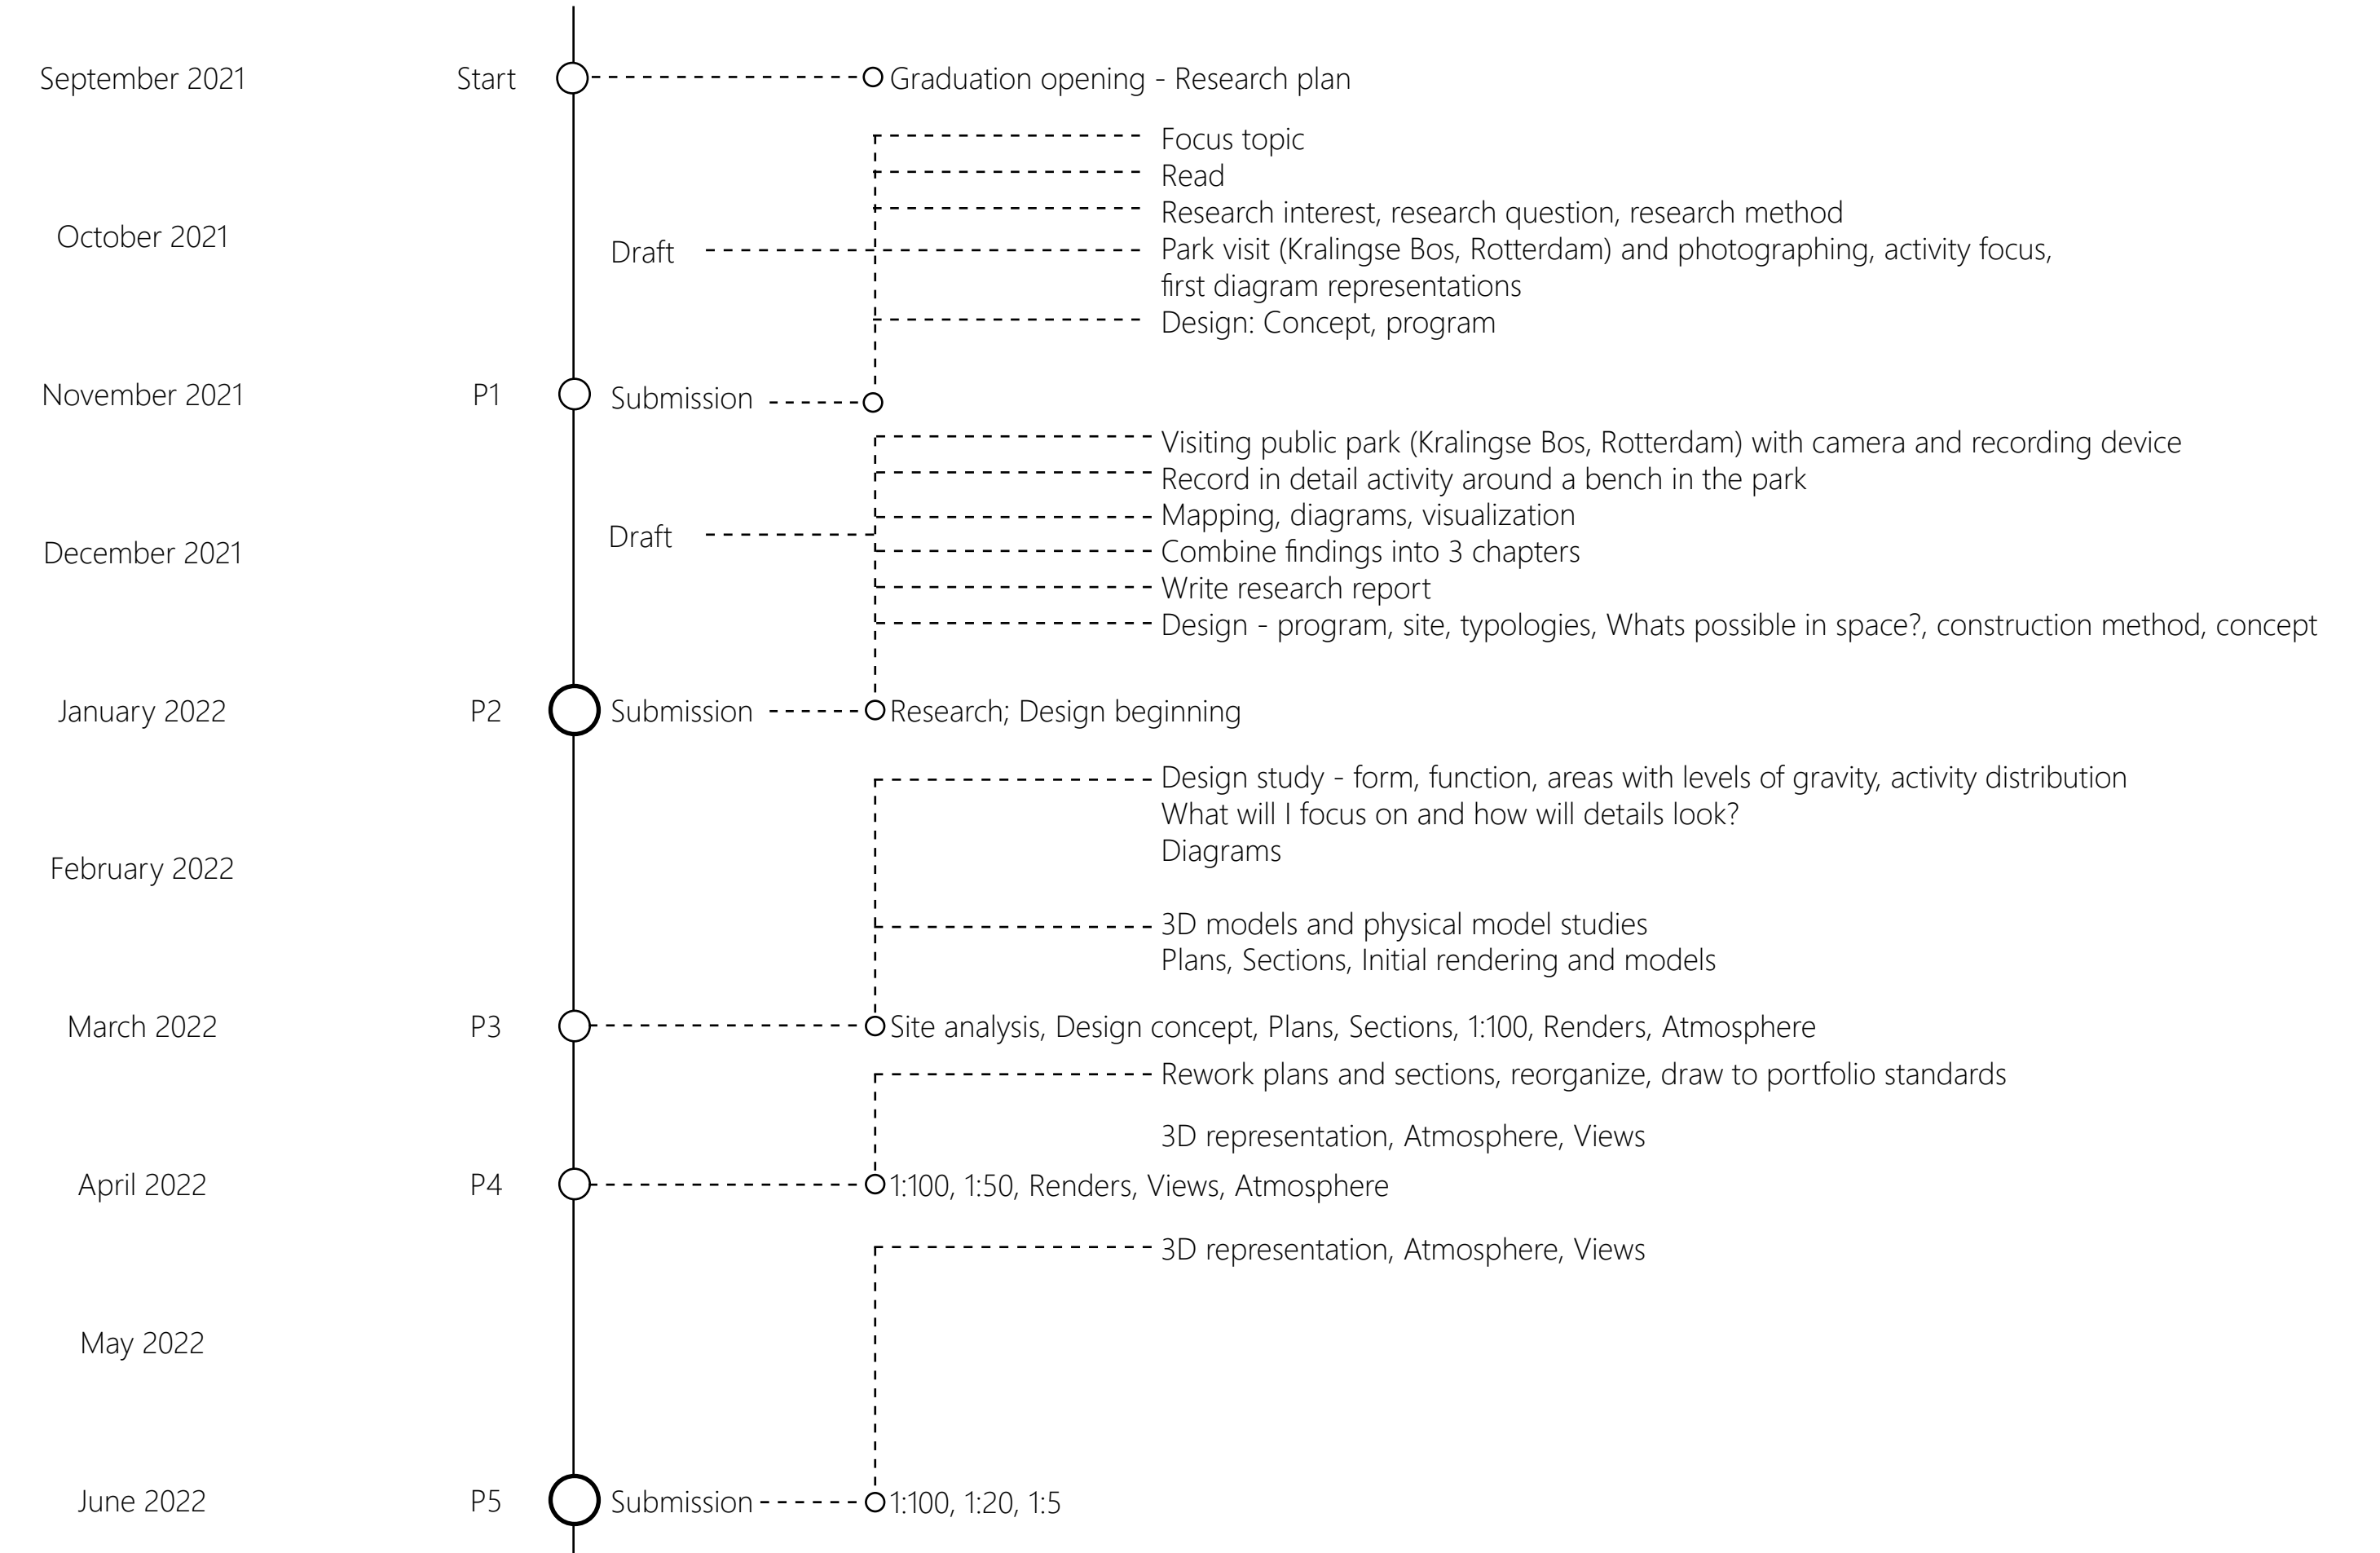 September 2021 Start Graduation opening - Research plan
Focus topic
Read
Research interest, research question, research method
October 2021
Draft Park visit (Kralingse Bos, Rotterdam) and photographing, activity focus,
first diagram representations
Design: Concept, program
November 2021 P1 Submission
Visiting public park (Kralingse Bos, Rotterdam) with camera and recording device
Record in detail activity around a bench in the park
Mapping, diagrams, visualization
Draft
December 2021 Combine findings into 3 chapters
Write research report
Design - program, site, typologies, Whats possible in space?, construction method, concept
January 2022 P2 Submission Research; Design beginning
Design study - form, function, areas with levels of gravity, activity distribution
What will I focus on and how will details look?
Diagrams
February 2022
3D models and physical model studies
Plans, Sections, Initial rendering and models
March 2022 P3 Site analysis, Design concept, Plans, Sections, 1:100, Renders, Atmosphere
Rework plans and sections, reorganize, draw to portfolio standards
3D representation, Atmosphere, Views
April 2022 P4 1:100, 1:50, Renders, Views, Atmosphere
3D representation, Atmosphere, Views
May 2022
June 2022 P5 Submission 1:100, 1:20, 1:5